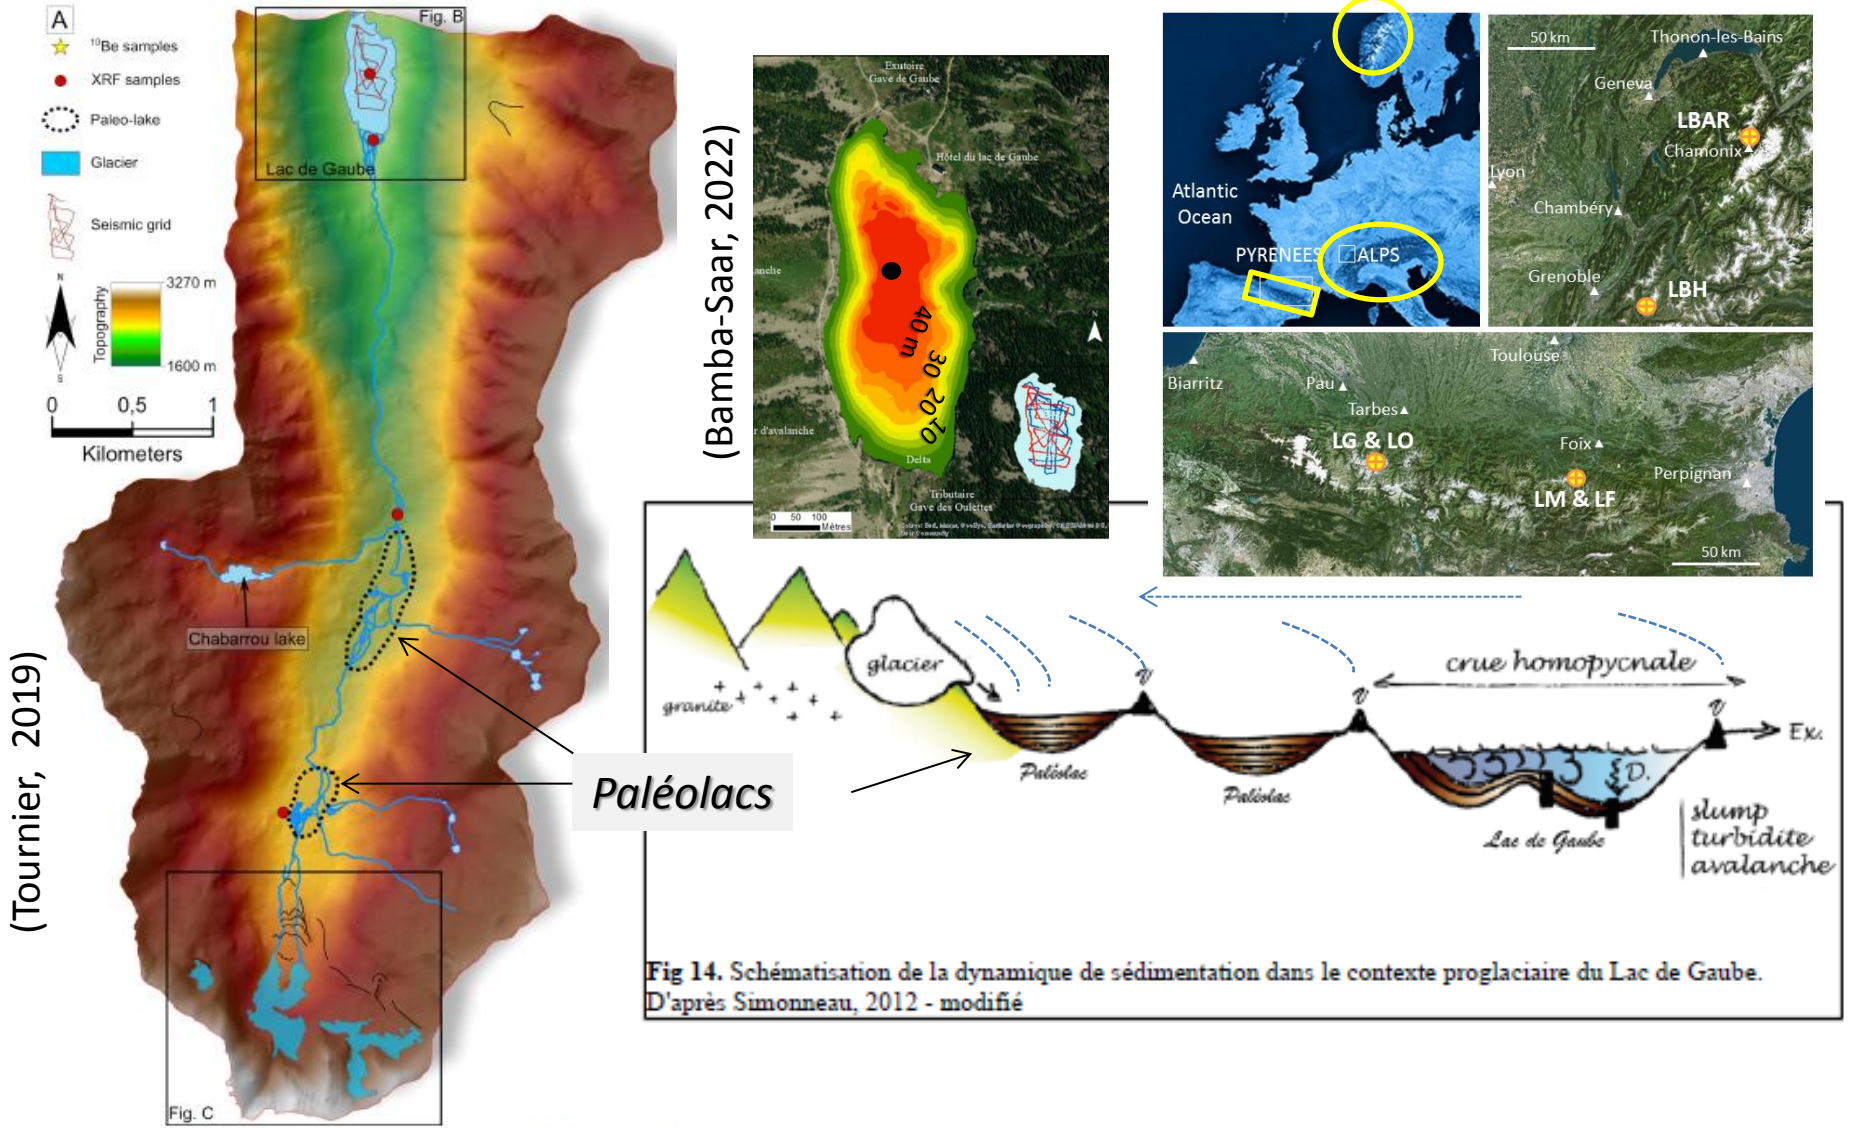 A
Fig. B
¹⁰Be samples
XRF samples
Paleo-lake
Glacier
Seismic grid
Lac de Gaube
N
S
Topography
3270 m
1600 m
0 0,5 1
Kilometers
Chabarrou lake
Fig. C
(Tournier, 2019)
(Bamba-Saar, 2022)
Exutoire
Gave de Gaube
Hôtel du lac de Gaube
anche
r d'avalanche
40 m
30
20
10
Delta
Tributaire
Gave des Oulettes
N
0 50 100
Mètres
Atlantic
Ocean
PYRENEES
ALPS
50 km
Thonon-les-Bains
Geneva
LBAR
Chamonix
Lyon
Chambéry
Grenoble
LBH
Toulouse
Biarritz
Pau
Tarbes
LG & LO
Foix
Perpignan
LM & LF
50 km
Paléolacs
glacier
granite
crue homopycnale
v
v
v
Ex.
D.
Paléolac
Paléolac
Lac de Gaube
slump
turbidite
avalanche
Fig 14. Schématisation de la dynamique de sédimentation dans le contexte proglaciaire du Lac de Gaube.
D'après Simonneau, 2012 - modifié